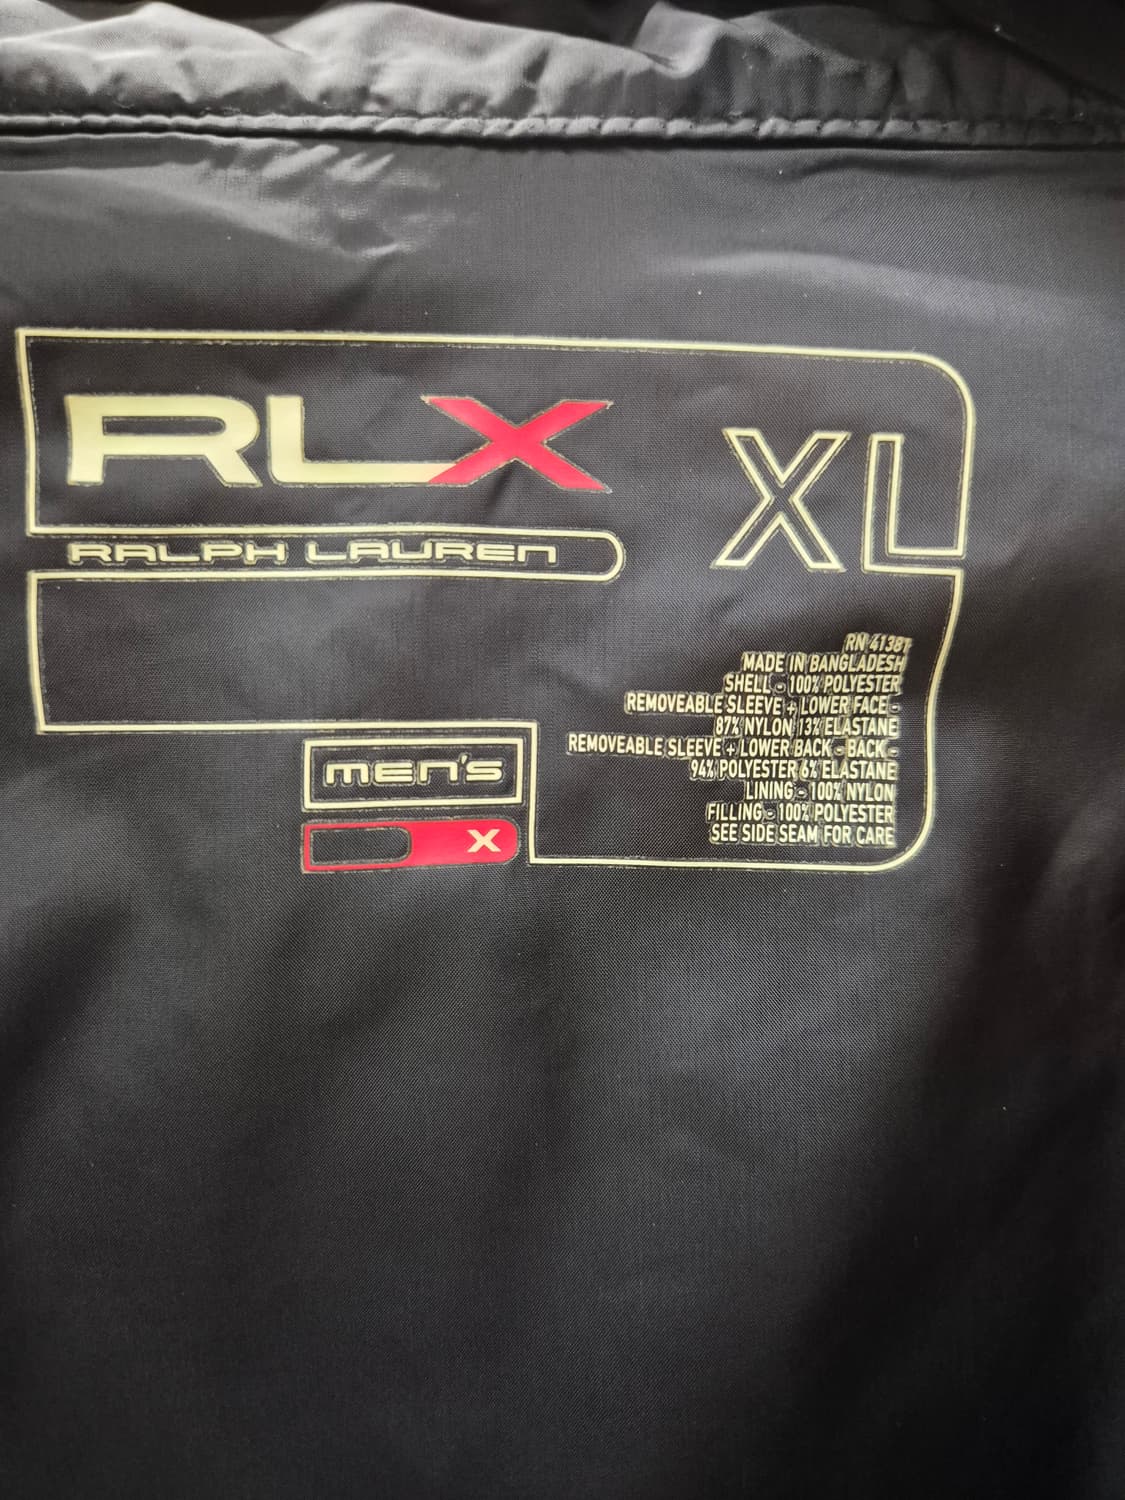 RLX
XL
RALPH LAUREN
RN 41381
MADE IN BANGLADESH
SHELL - 100% POLYESTER
REMOVEABLE SLEEVE + LOWER FACE -
87% NYLON 13% ELASTANE
REMOVEABLE SLEEVE + LOWER BACK - BACK -
94% POLYESTER 6% ELASTANE
LINING - 100% NYLON
FILLING - 100% POLYESTER
SEE SIDE SEAM FOR CARE
men's
X